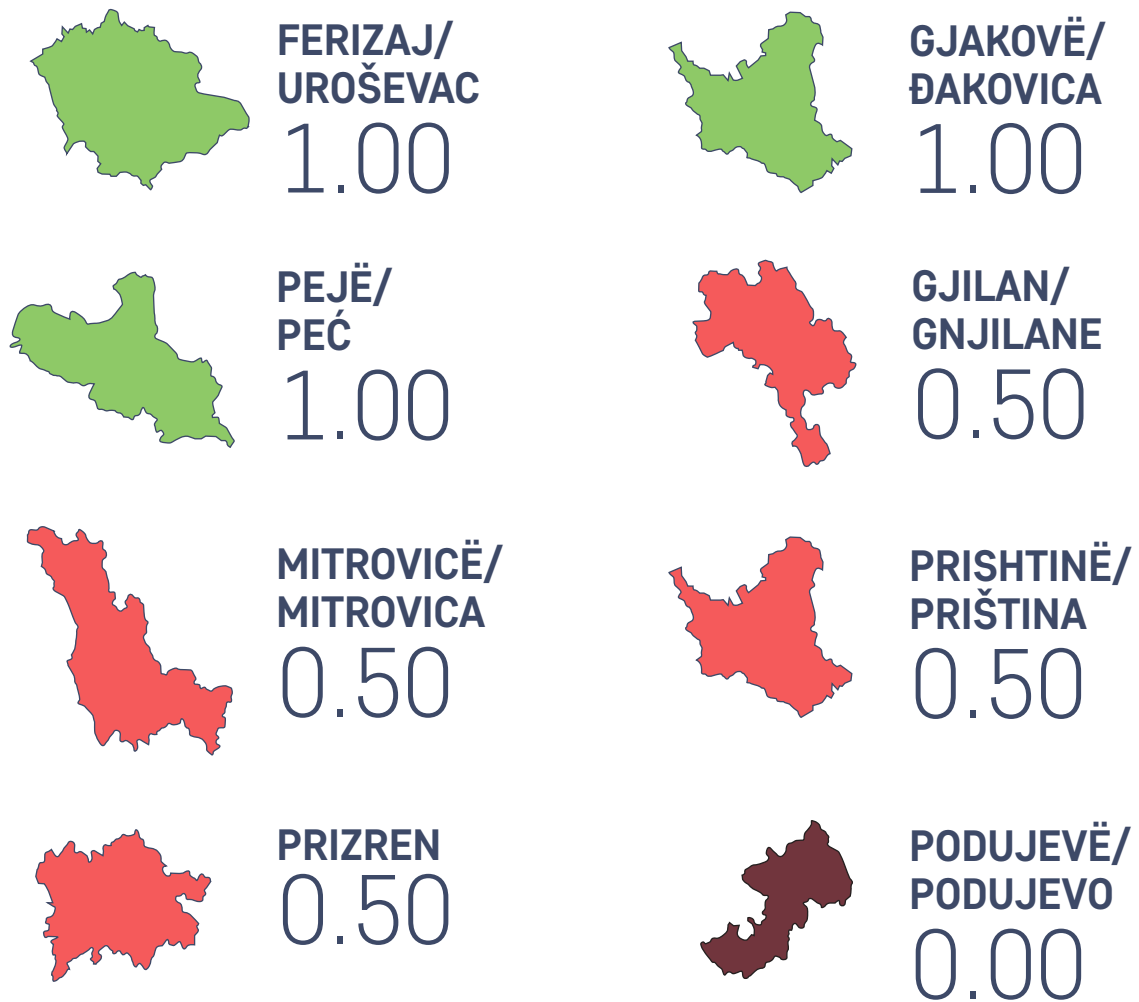 FERIZAJ/
UROŠEVAC
1.00
GJAKOVË/
ĐAKOVICA
1.00
PEJË/
PEĆ
1.00
GJILAN/
GNJILANE
0.50
MITROVICË/
MITROVICA
0.50
PRISHTINË/
PRIŠTINA
0.50
PRIZREN
0.50
PODUJEVË/
PODUJEVO
0.00